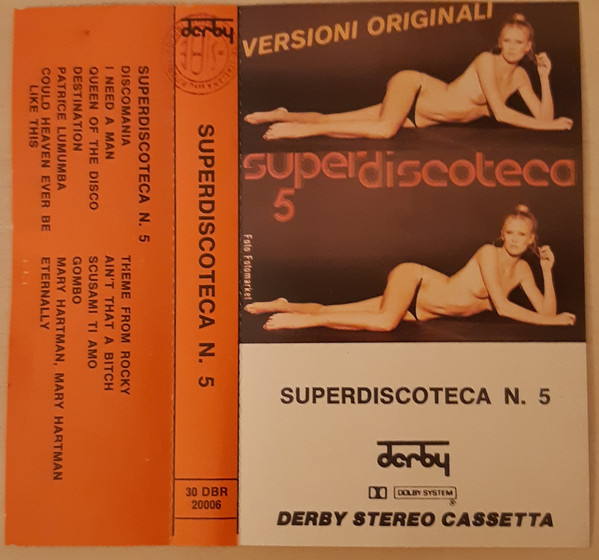 SUPERDISCOTECA N. 5
DISCOMANIA
I NEED A MAN
QUEEN OF THE DISCO
DESTINATION
PATRICE LUMUMBA
COULD HEAVEN EVER BE
LIKE THIS
THEME FROM ROCKY
AIN'T THAT A BITCH
SCUSAMI TI AMO
GOMBO
MARY HARTMAN, MARY HARTMAN
ETERNALLY
derby
SUPERDISCOTECA N. 5
30 DBR
20006
VERSIONI ORIGINALI
superdiscoteca
5
Foto Fotomarket
SUPERDISCOTECA N. 5
derby
DOLBY SYSTEM
DERBY STEREO CASSETTA